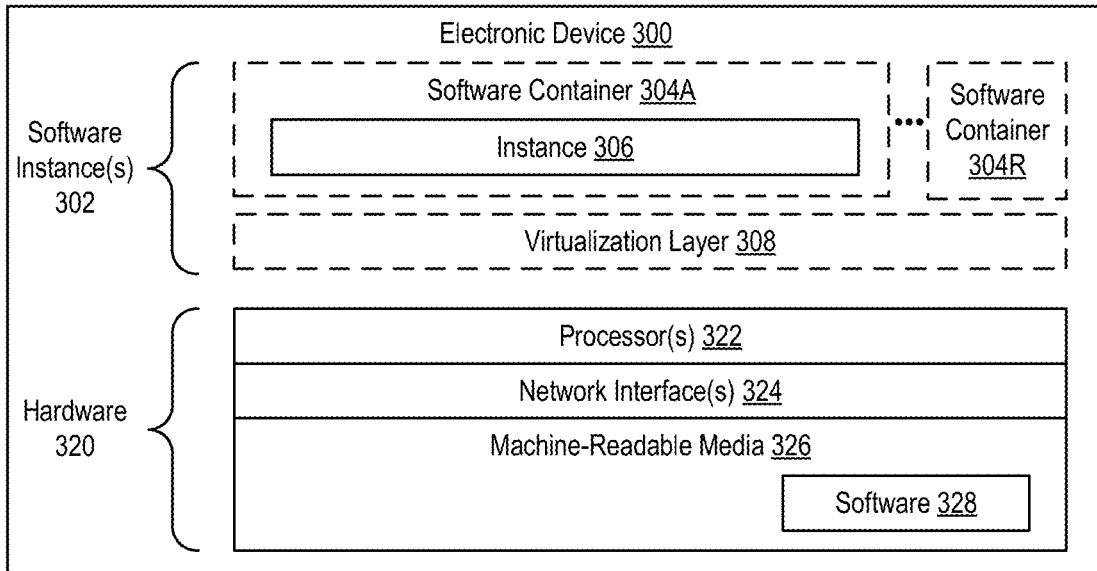 Electronic Device 300
Software Instance(s) 302
Software Container 304A
Instance 306
•••
Software
Container
304R
Virtualization Layer 308
Hardware
320
Processor(s) 322
Network Interface(s) 324
Machine-Readable Media 326
Software 328